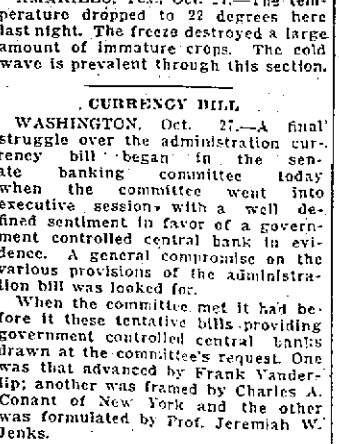 AMARILLO, Tex., Oct. 27.—The tem-
perature dropped to 22 degrees here
last night. The freeze destroyed a large
amount of immature crops. The cold
wave is prevalent through this section.
CURRENCY BILL
WASHINGTON, Oct. 27.—A final
struggle over the administration cur-
rency bill began in the sen-
ate banking committee today
when the committee went into
executive session, with a well de-
fined sentiment in favor of a govern-
ment controlled central bank in evi-
dence. A general compromise on the
various provisions of the administra-
tion bill was looked for.
When the committee met it had be-
fore it these tentative bills providing
government controlled central banks
drawn at the committee's request. One
was that advanced by Frank Vander-
lip; another was framed by Charles A.
Conant of New York and the other
was formulated by Prof. Jeremiah W.
Jenks.